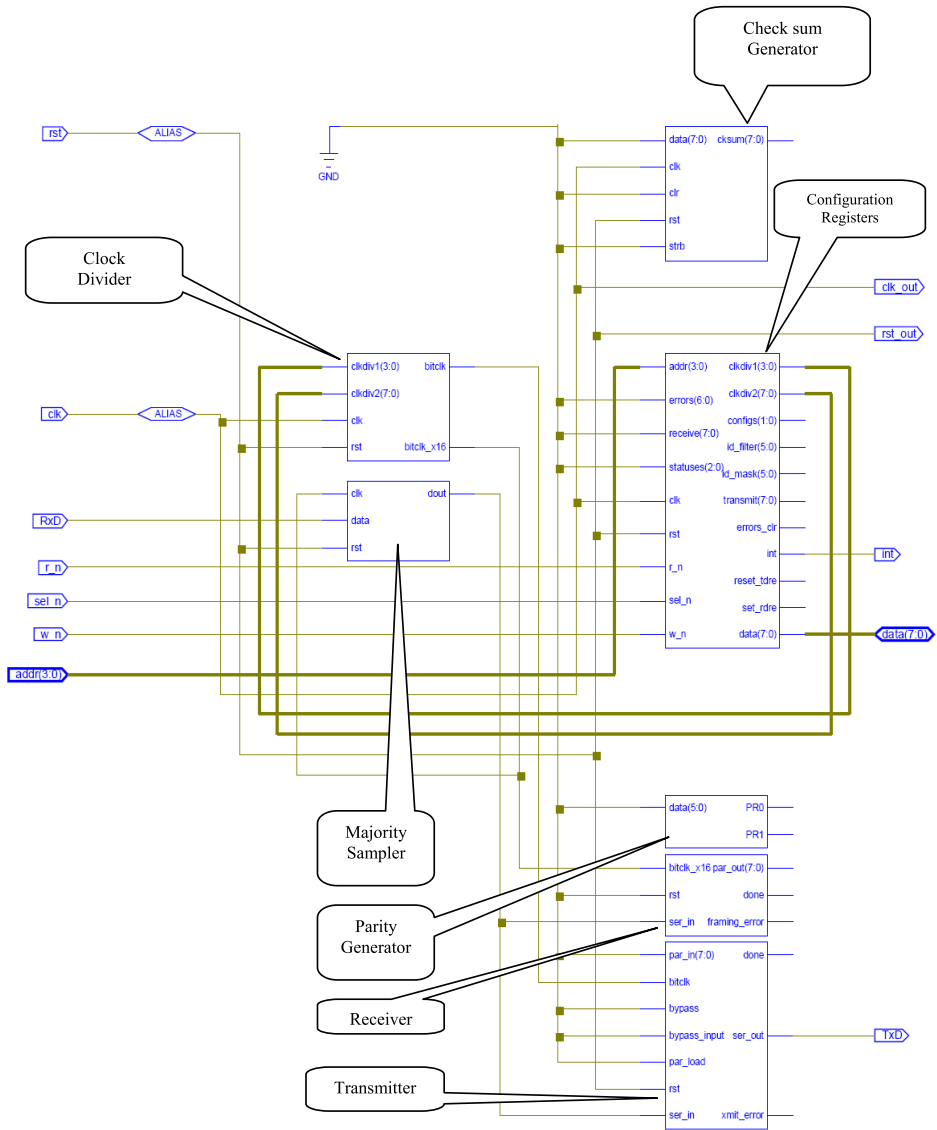 Check sum
Generator
rst
ALIAS
GND
data(7:0)
cksum(7:0)
clk
clr
rst
strb
Configuration
Registers
Clock
Divider
clk_out
rst_out
clkdiv1(3:0)
bitclk
clkdiv2(7:0)
clk
rst
bitclk_x16
clk
ALIAS
addr(3:0)
clkdiv1(3:0)
errors(6:0)
clkdiv2(7:0)
receive(7:0)
configs(1:0)
statuses(2:0)
id_filter(5:0)
id_mask(5:0)
clk
transmit(7:0)
rst
errors_clr
r_n
int
sel_n
reset_tdre
w_n
set_rdre
data(7:0)
clk
dout
data
rst
RxD
r_n
sel_n
w_n
addr(3:0)
int
data(7:0)
Majority
Sampler
data(5:0)
PR0
PR1
Parity
Generator
bitclk_x16
par_out(7:0)
rst
done
ser_in
framing_error
Receiver
par_in(7:0)
done
bitclk
bypass
bypass_input
ser_out
par_load
rst
ser_in
xmit_error
TxD
Transmitter